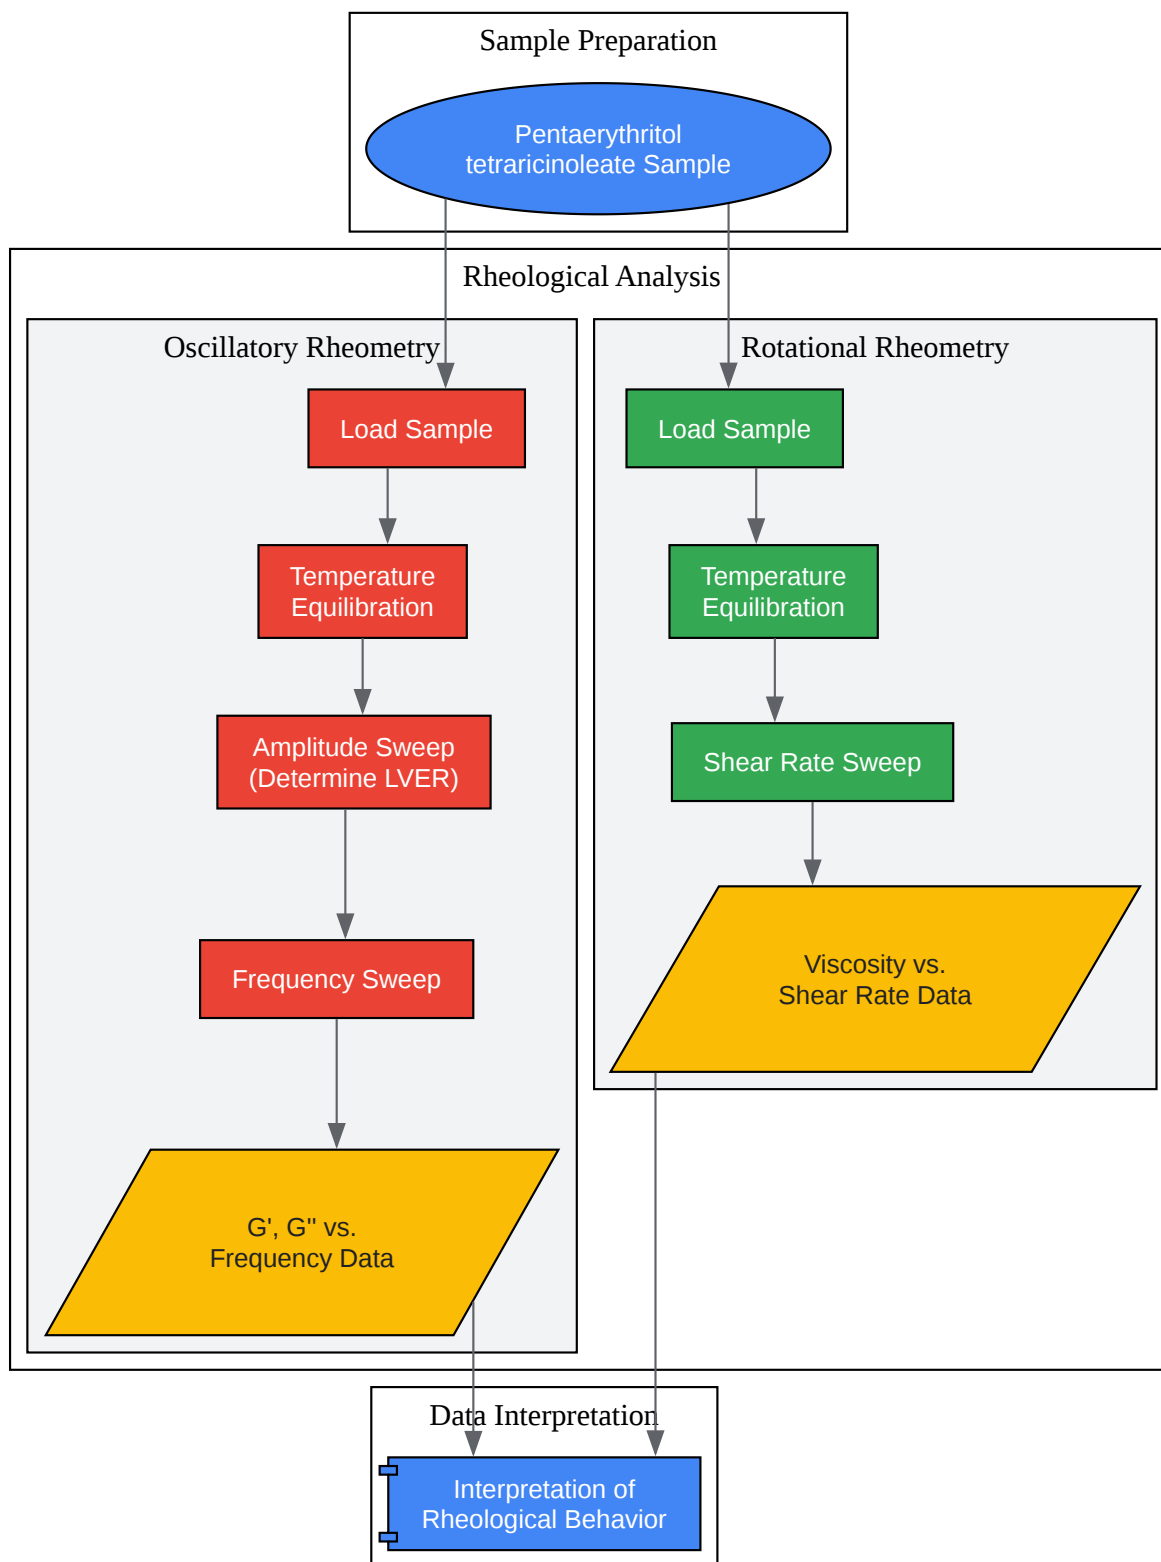 Sample Preparation
Pentaerythritol
tetraricinoleate Sample
Rheological Analysis
Oscillatory Rheometry
Load Sample
Temperature
Equilibration
Amplitude Sweep
(Determine LVER)
Frequency Sweep
G', G'' vs.
Frequency Data
Rotational Rheometry
Load Sample
Temperature
Equilibration
Shear Rate Sweep
Viscosity vs.
Shear Rate Data
Data Interpretation
Interpretation of
Rheological Behavior